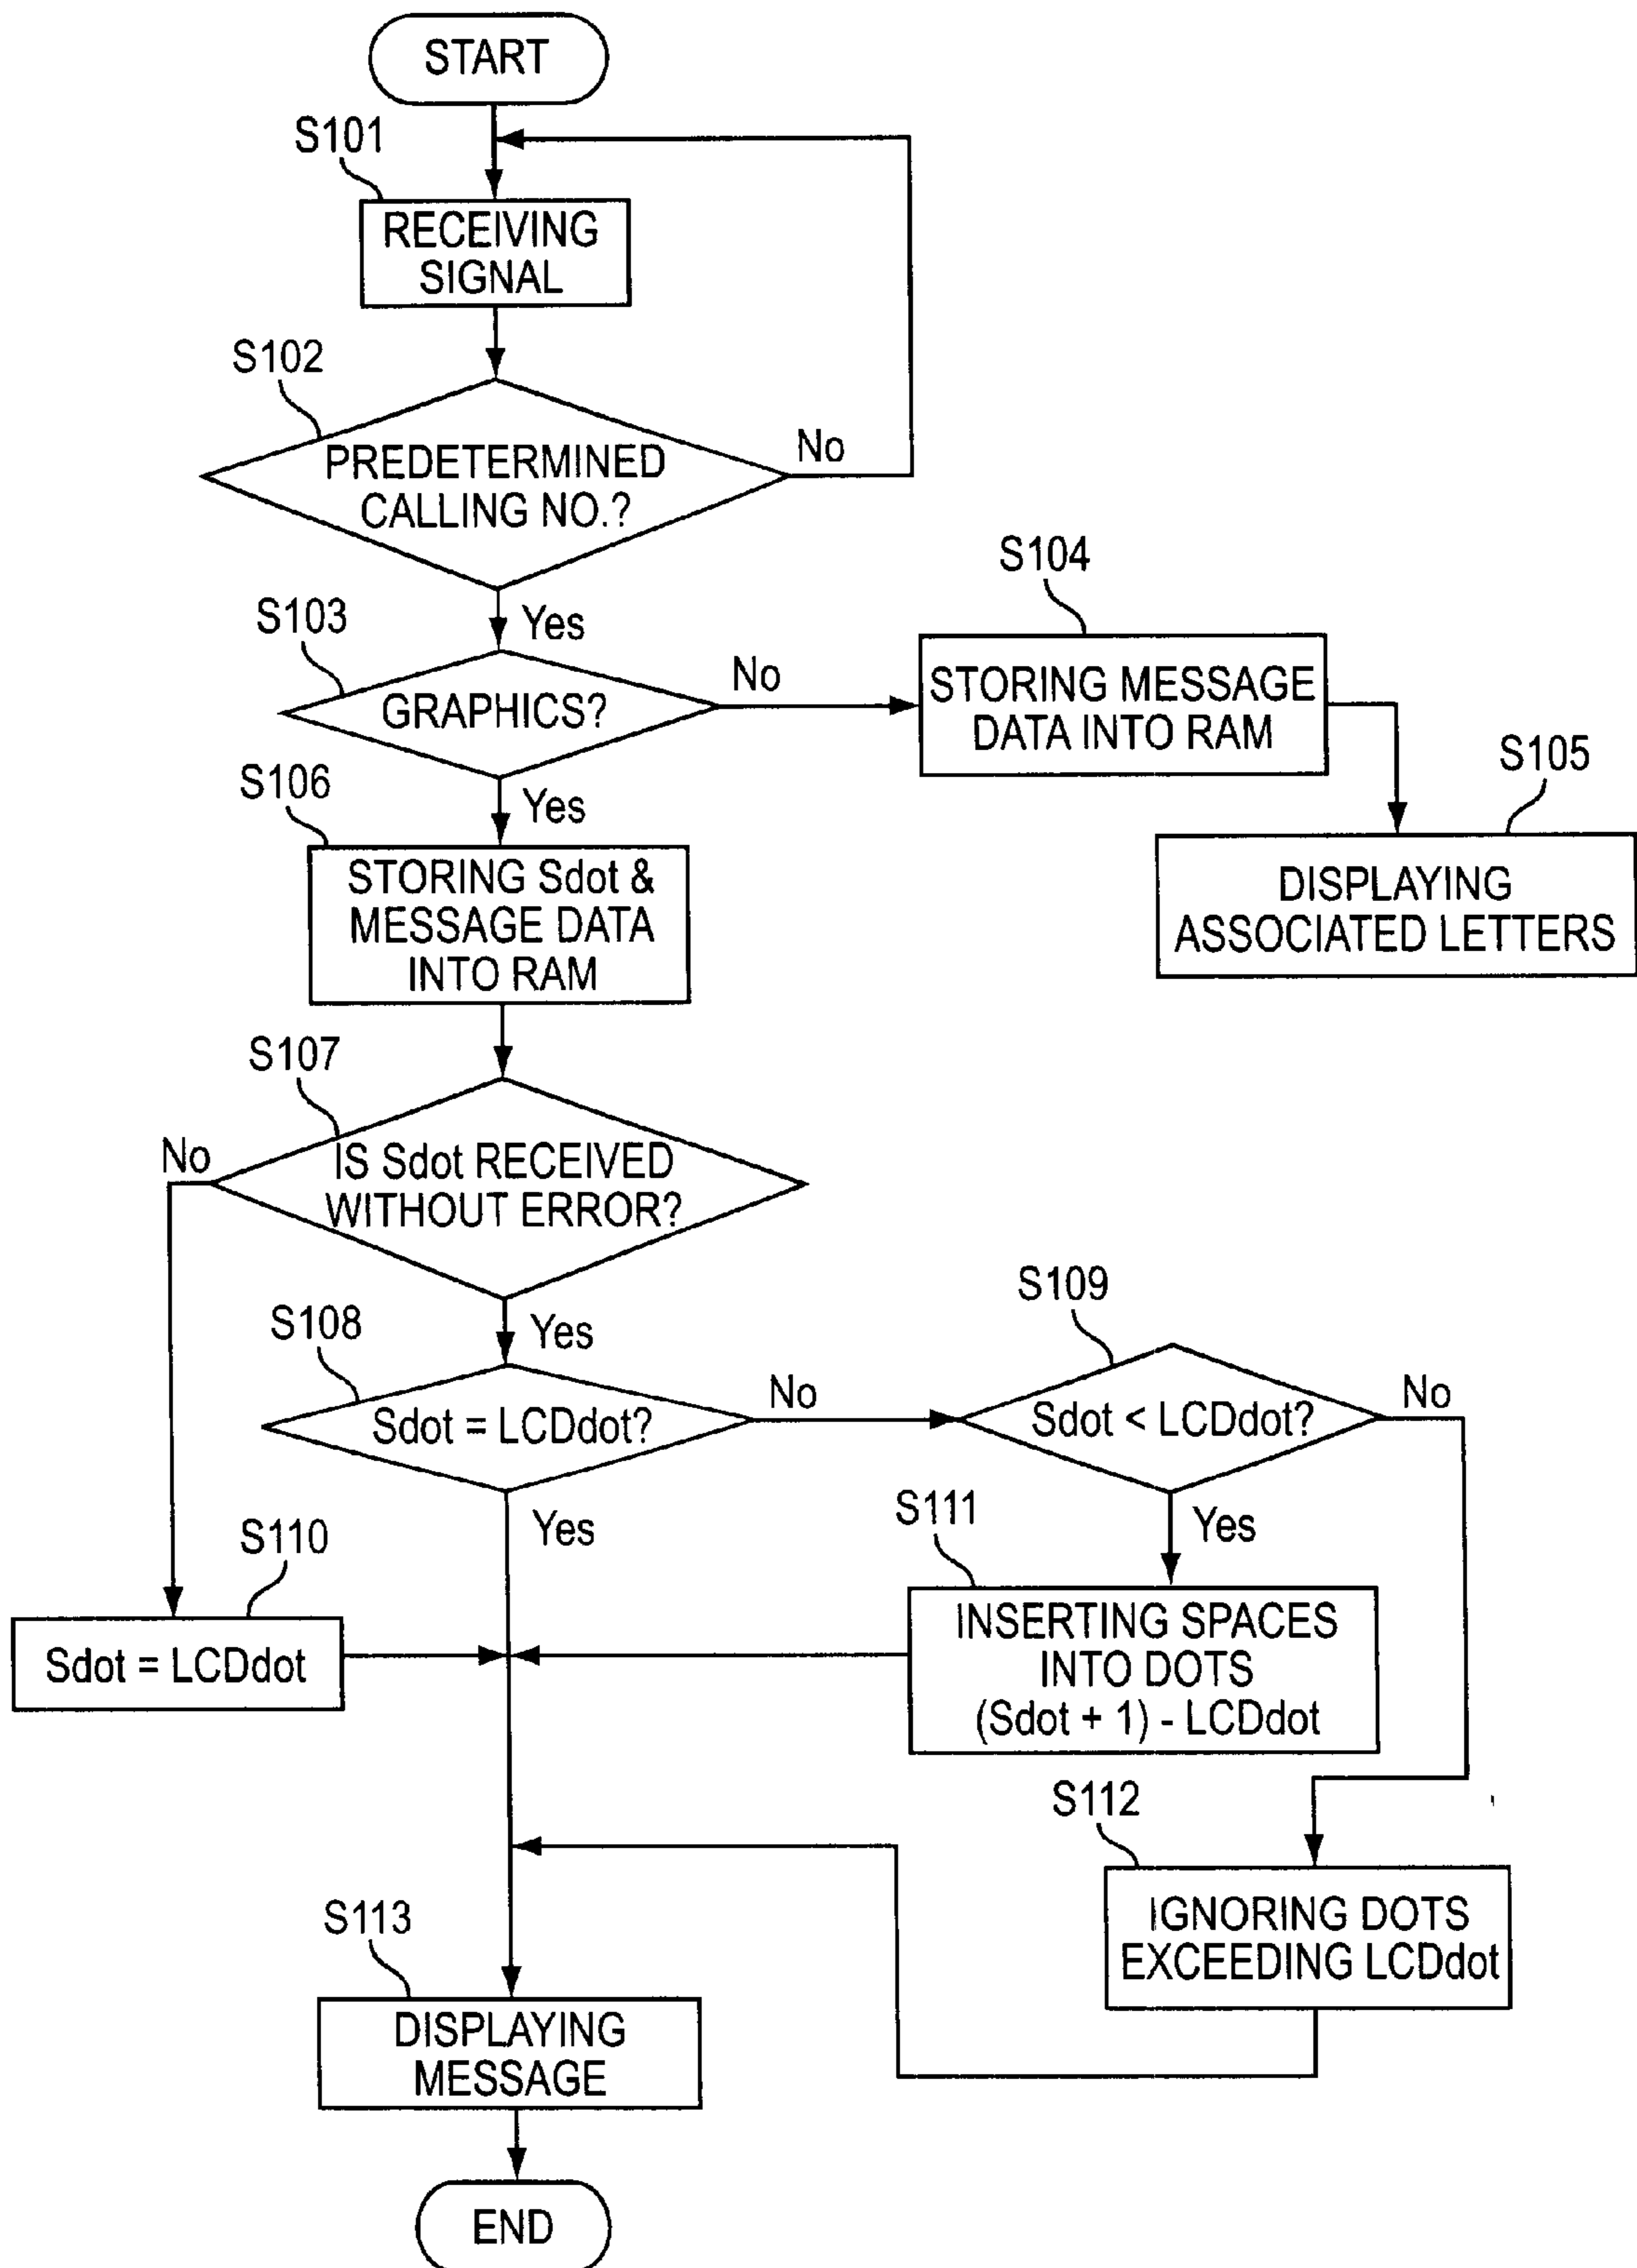 START
S101
RECEIVING
SIGNAL
S102
PREDETERMINED
CALLING NO.?
No
Yes
S103
GRAPHICS?
No
S104
STORING MESSAGE
DATA INTO RAM
S105
DISPLAYING
ASSOCIATED LETTERS
Yes
S106
STORING Sdot &
MESSAGE DATA
INTO RAM
S107
IS Sdot RECEIVED
WITHOUT ERROR?
No
Yes
S108
Sdot = LCDdot?
No
S109
Sdot < LCDdot?
No
Yes
Yes
S110
Sdot = LCDdot
S111
INSERTING SPACES
INTO DOTS
(Sdot + 1) - LCDdot
S112
IGNORING DOTS
EXCEEDING LCDdot
S113
DISPLAYING
MESSAGE
END